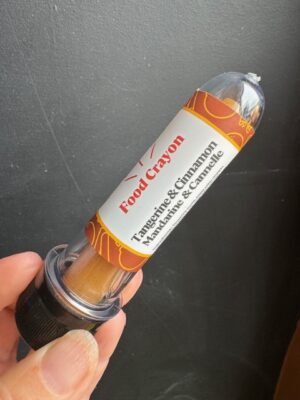 Food Crayon
Tangerine & Cinnamon
Mandarine & Cannelle